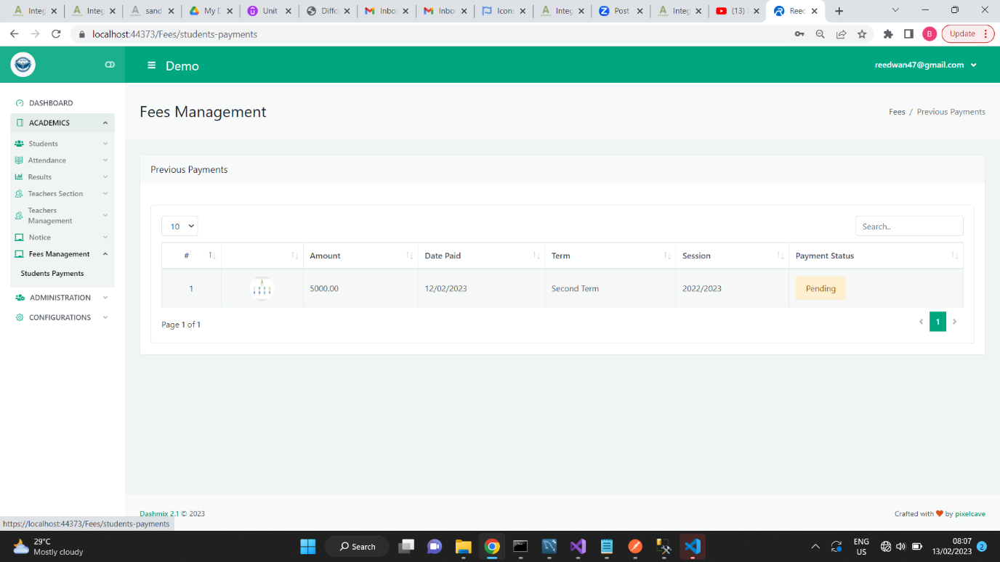 Integ
Integ
sand
My D
Unit
Diffch
Inbo
Inbo
Icons
Integ
Post
Integ
(13)
Reed
localhost:44373/Fees/students-payments
B
Update
Demo
reedwan47@gmail.com
DASHBOARD
ACADEMICS
Students
Attendance
Results
Teachers Section
Teachers
Management
Notice
Fees Management
Students Payments
ADMINISTRATION
CONFIGURATIONS
Fees Management
Fees / Previous Payments
Previous Payments
10
Search..
# Amount Date Paid Term Session Payment Status
1 5000.00 12/02/2023 Second Term 2022/2023 Pending
Page 1 of 1
1
Dashmix 2.1 © 2023
Crafted with by pixelcave
https://localhost:44373/Fees/students-payments
29°C
Mostly cloudy
Search
ENG
US
08:07
13/02/2023
2